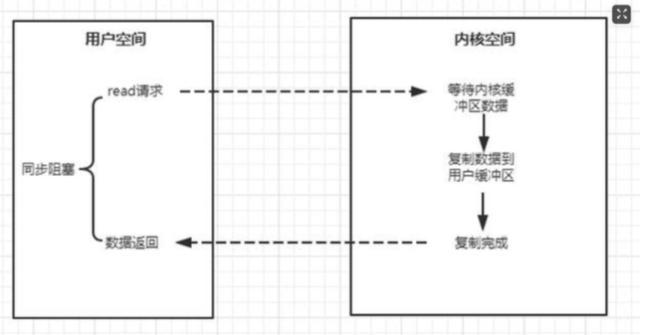 用户空间
内核空间
read请求
等待内核缓
冲区数据
同步阻塞
复制数据到
用户缓冲区
数据返回
复制完成